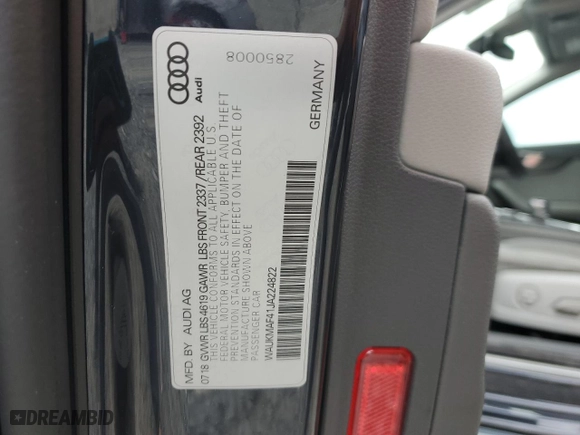 Audi
2850008
MFD. BY AUDI AG
07 18 GVWR LBS 4619 GAWR LBS FRONT 2337 / REAR 2392
THIS VEHICLE CONFORMS TO ALL APPLICABLE U S
FEDERAL MOTOR VEHICLE SAFETY, BUMPER AND THEFT
PREVENTION STANDARDS IN EFFECT ON THE DATE OF
MANUFACTURE SHOWN ABOVE
PASSENGER CAR
WAUKMAF41JA224822
GERMANY
DREAMBID